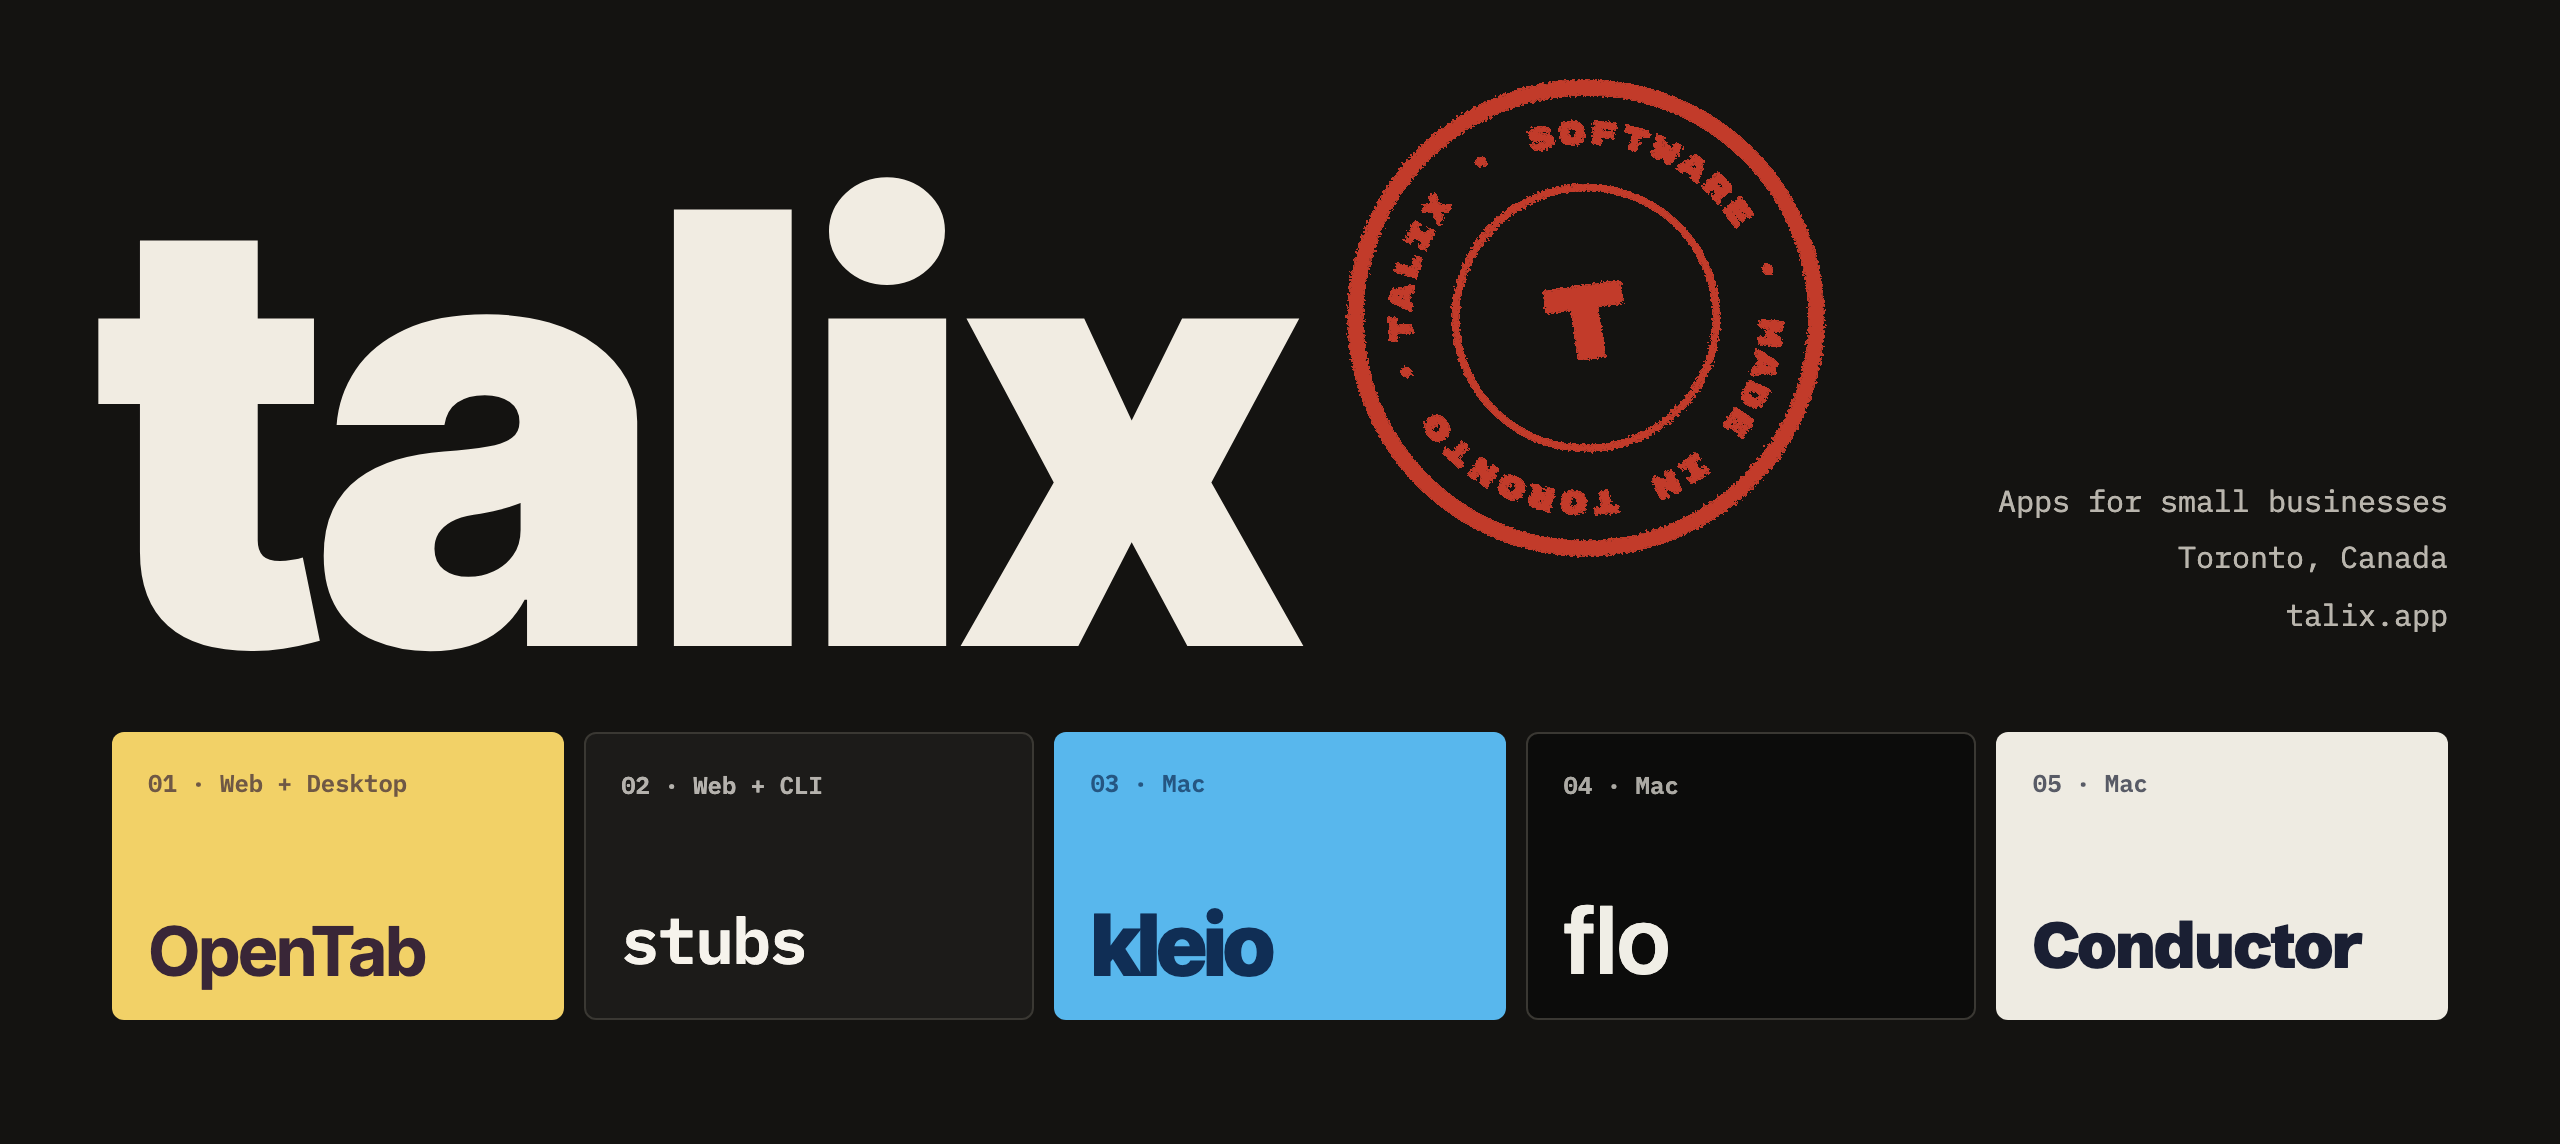 talix
TALIX • SOFTWARE • MADE IN TORONTO •
T
Apps for small businesses
Toronto, Canada
talix.app
01 · Web + Desktop
OpenTab
02 · Web + CLI
stubs
03 · Mac
kleio
04 · Mac
flo
05 · Mac
Conductor